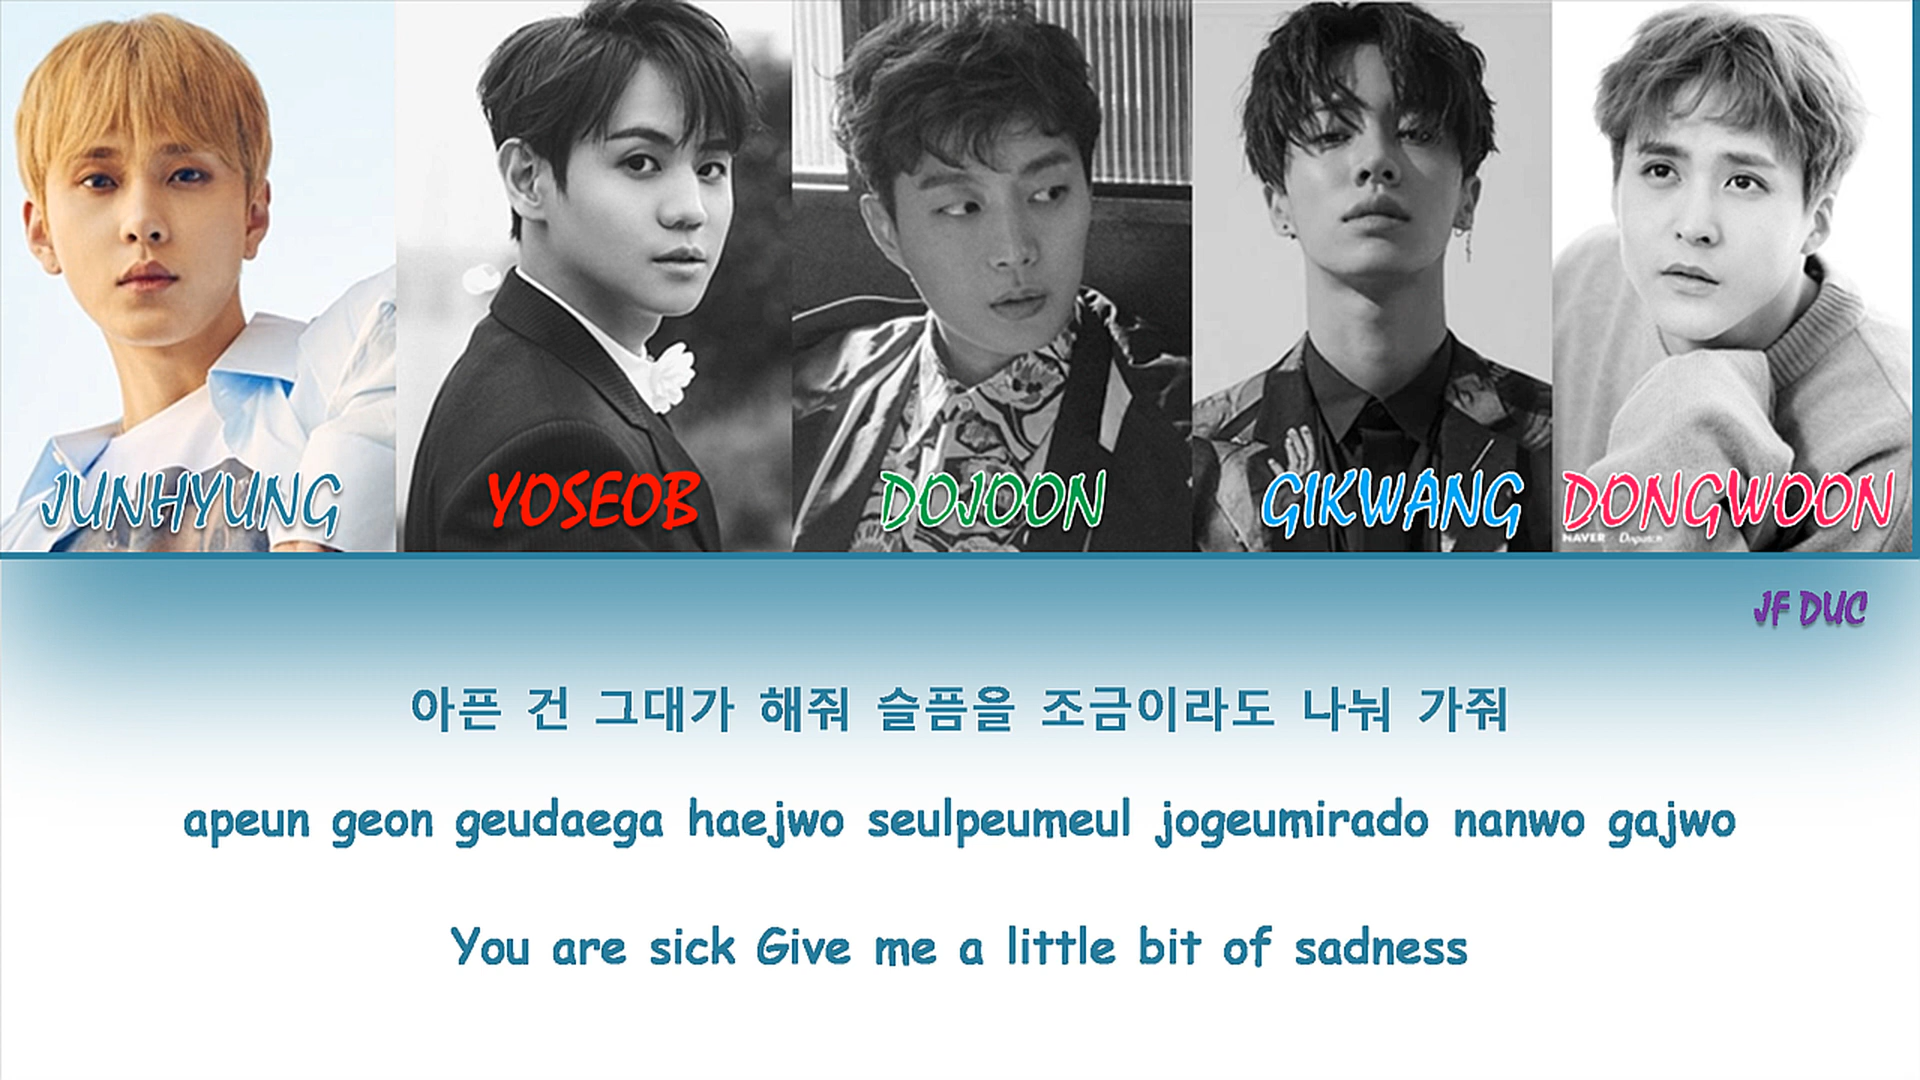 JUNHYUNG
YOSEOB
DOJOON
GIKWANG
DONGWOON
NAVER Dispatch
JF DUC
아픈 건 그대가 해줘 슬픔을 조금이라도 나눠 가줘
apeun geon geudaega haejwo seulpeumeul jogeumirado nanwo gajwo
You are sick Give me a little bit of sadness